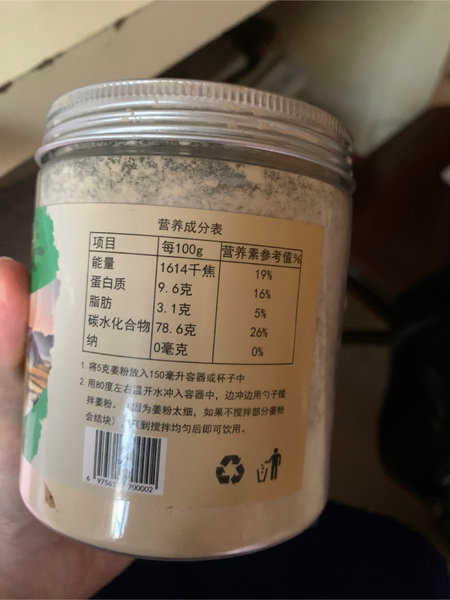 营养成分表
项目 每100g 营养素参考值%
能量 1614千焦 19%
蛋白质 9.6克 16%
脂肪 3.1克 5%
碳水化合物 78.6克 26%
纳 0毫克 0%
1. 将5克姜粉放入150毫升容器或杯子中
2. 用80度左右温开水冲入容器中，边冲边用勺子搅
拌姜粉。（因为姜粉太细，如果不搅拌部分姜粉
会结块） 到搅拌均匀后即可饮用。
6 97561 700002